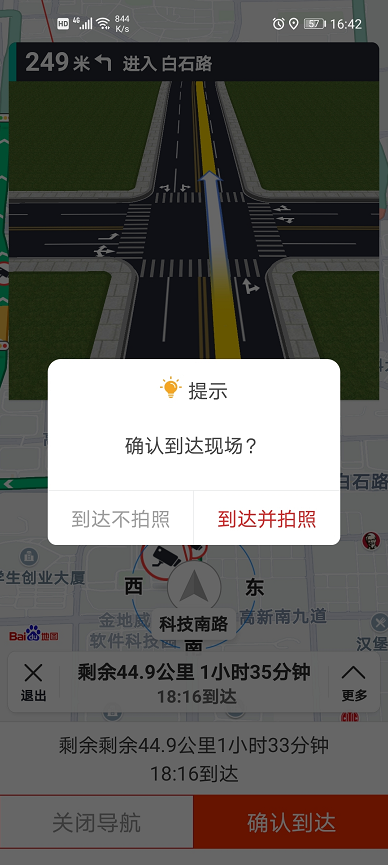 HD 4G 844 K/s 57 16:42
249米 进入 白石路
提示
确认到达现场?
到达不拍照 到达并拍照
白石路
学生创业大厦
西 东
金地威
软件科技园
科技南路
高新南九道
南
Bai地图
汉堡
退出 剩余44.9公里 1小时35分钟 更多
18:16到达
剩余剩余44.9公里1小时33分钟
18:16到达
关闭导航 确认到达